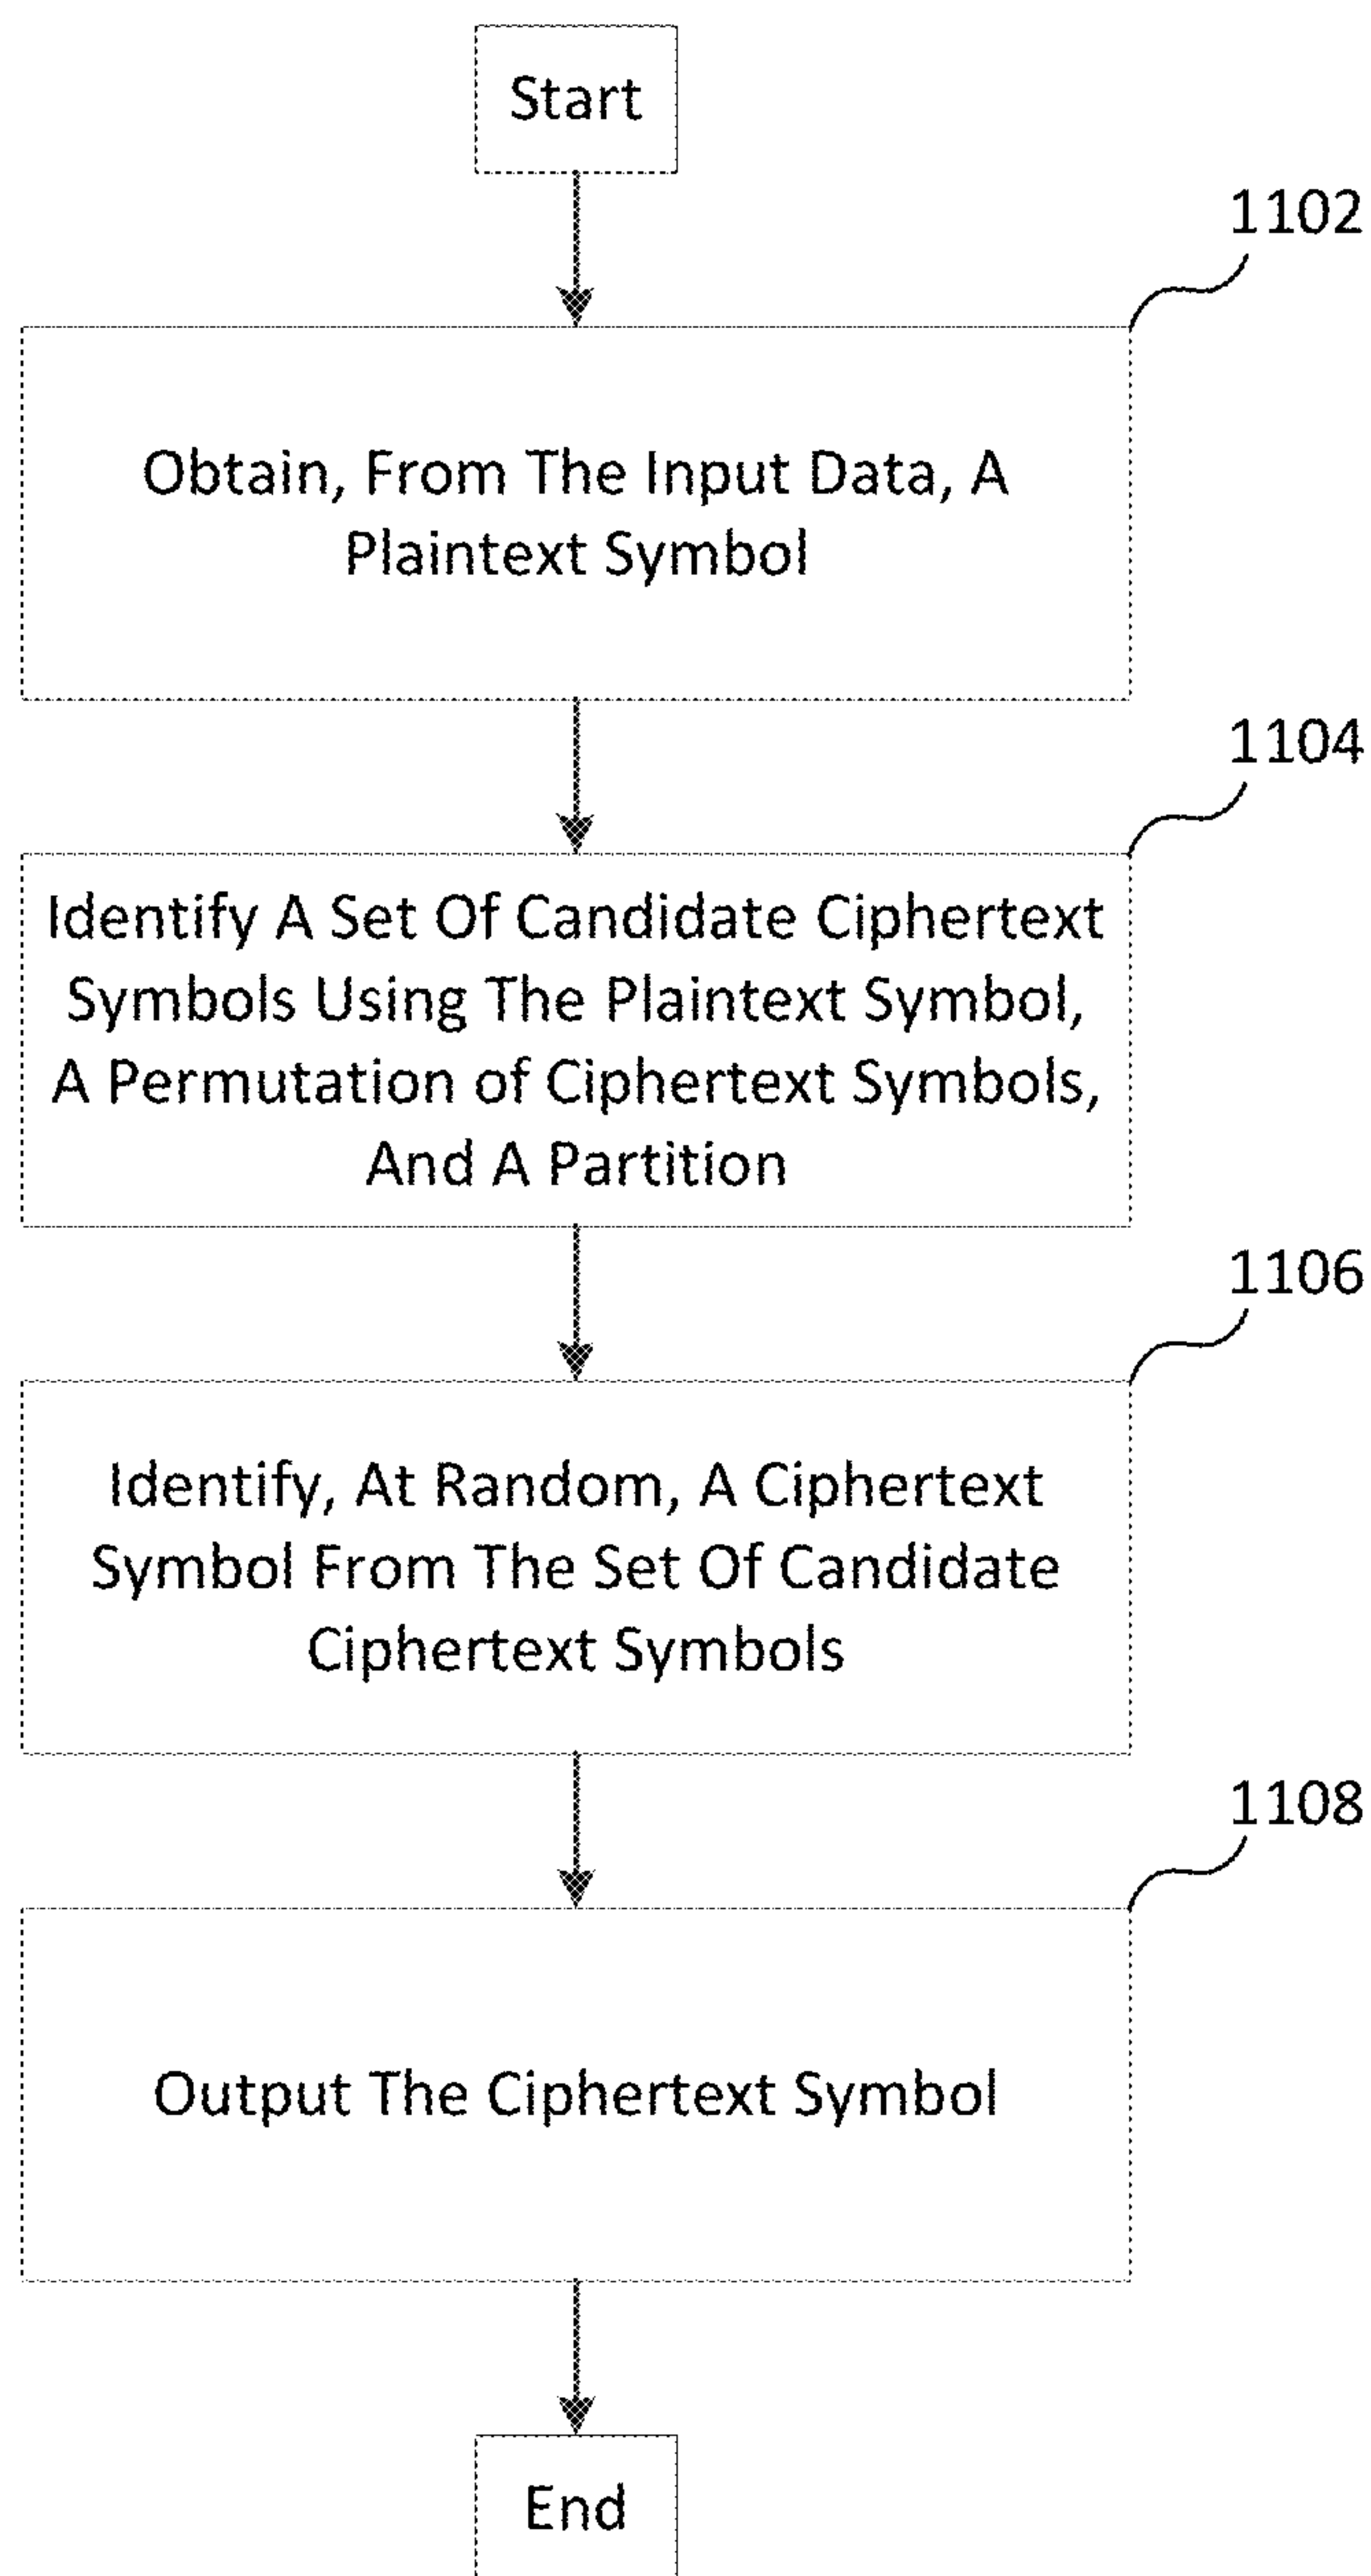 Start
1102
Obtain, From The Input Data, A
Plaintext Symbol
1104
Identify A Set Of Candidate Ciphertext
Symbols Using The Plaintext Symbol,
A Permutation of Ciphertext Symbols,
And A Partition
1106
Identify, At Random, A Ciphertext
Symbol From The Set Of Candidate
Ciphertext Symbols
1108
Output The Ciphertext Symbol
End